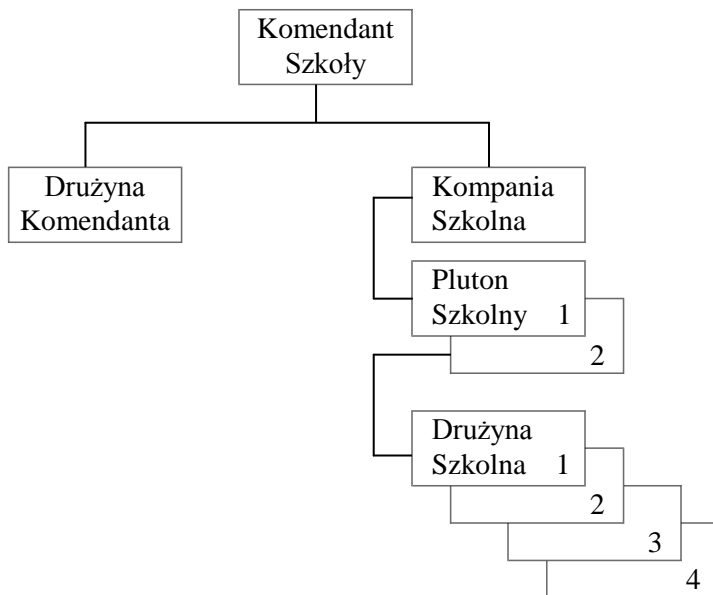 Komendant
Szkoły
Drużyna
Komendanta
Kompania
Szkolna
Pluton
Szkolny 1
2
Drużyna
Szkolna 1
2
3
4